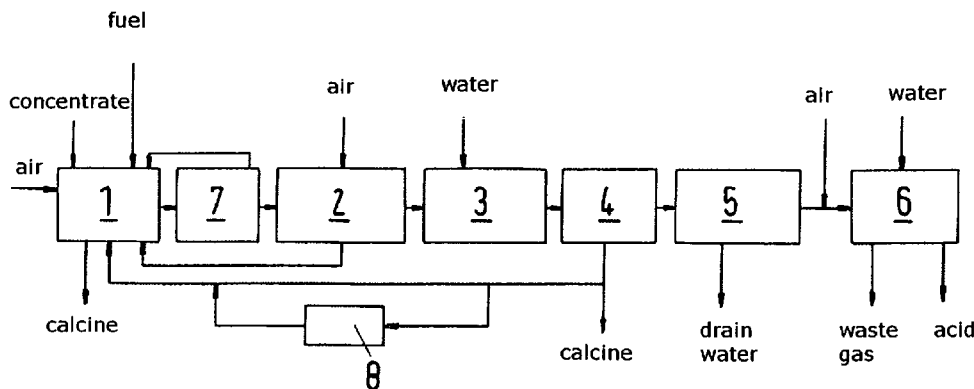 fuel
concentrate
air
air
water
air
water
1
7
2
3
4
5
6
calcine
8
calcine
drain
water
waste
gas
acid